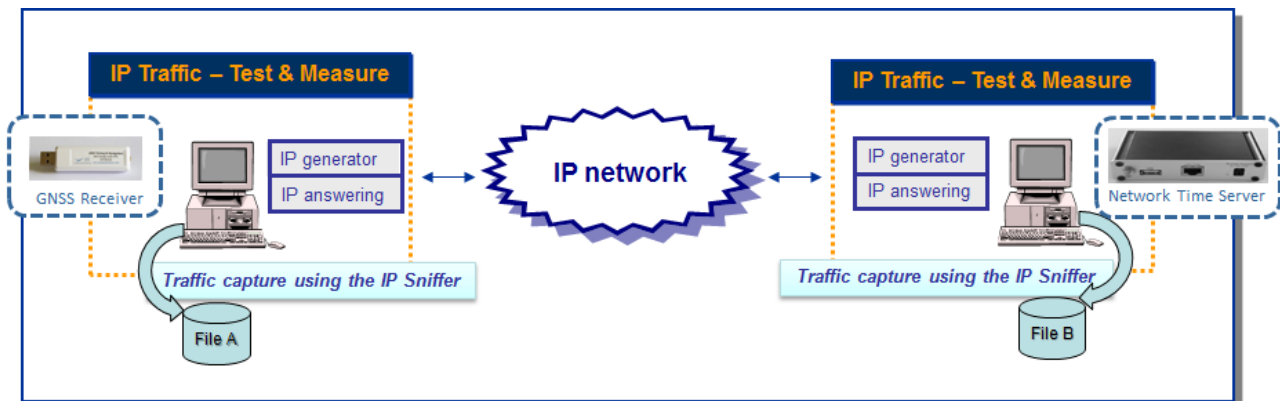 IP Traffic – Test & Measure
IP Traffic – Test & Measure
GNSS Receiver
IP generator
IP answering
IP network
IP generator
IP answering
Network Time Server
Traffic capture using the IP Sniffer
Traffic capture using the IP Sniffer
File A
File B